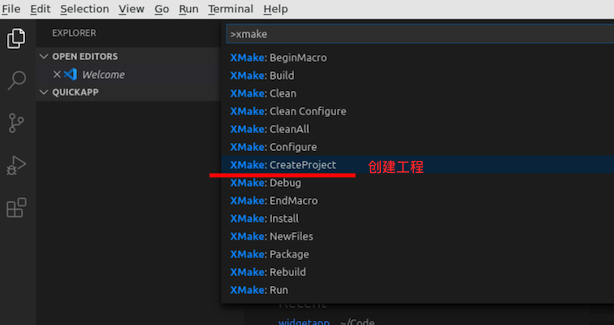 File Edit Selection View Go Run Terminal Help
EXPLORER
OPEN EDITORS
Welcome
QUICKAPP
>xmake
XMake: BeginMacro
XMake: Build
XMake: Clean
XMake: Clean Configure
XMake: CleanAll
XMake: Configure
XMake: CreateProject 创建工程
XMake: Debug
XMake: EndMacro
XMake: Install
XMake: NewFiles
XMake: Package
XMake: Rebuild
XMake: Run
Recent
widgetapp ~/Code